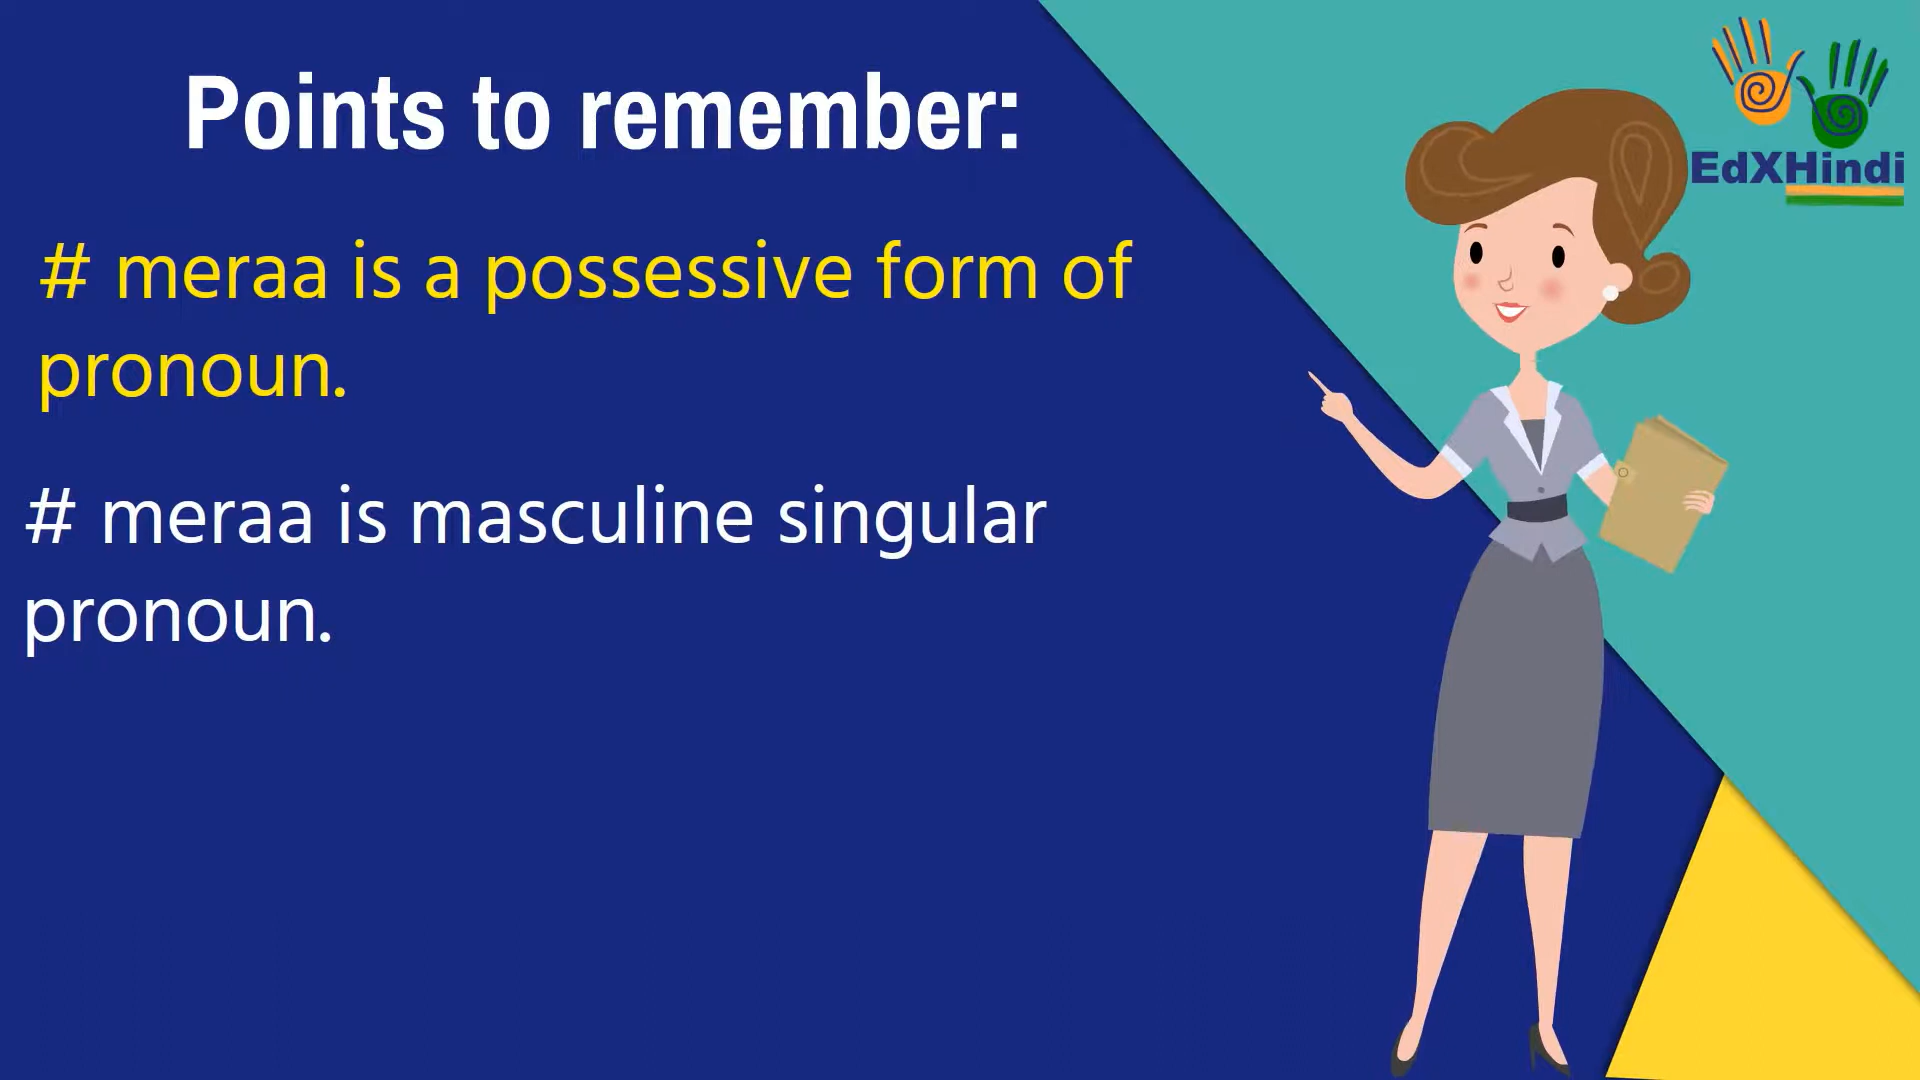 Points to remember:
EdXHindi
# meraa is a possessive form of
pronoun.
# meraa is masculine singular
pronoun.